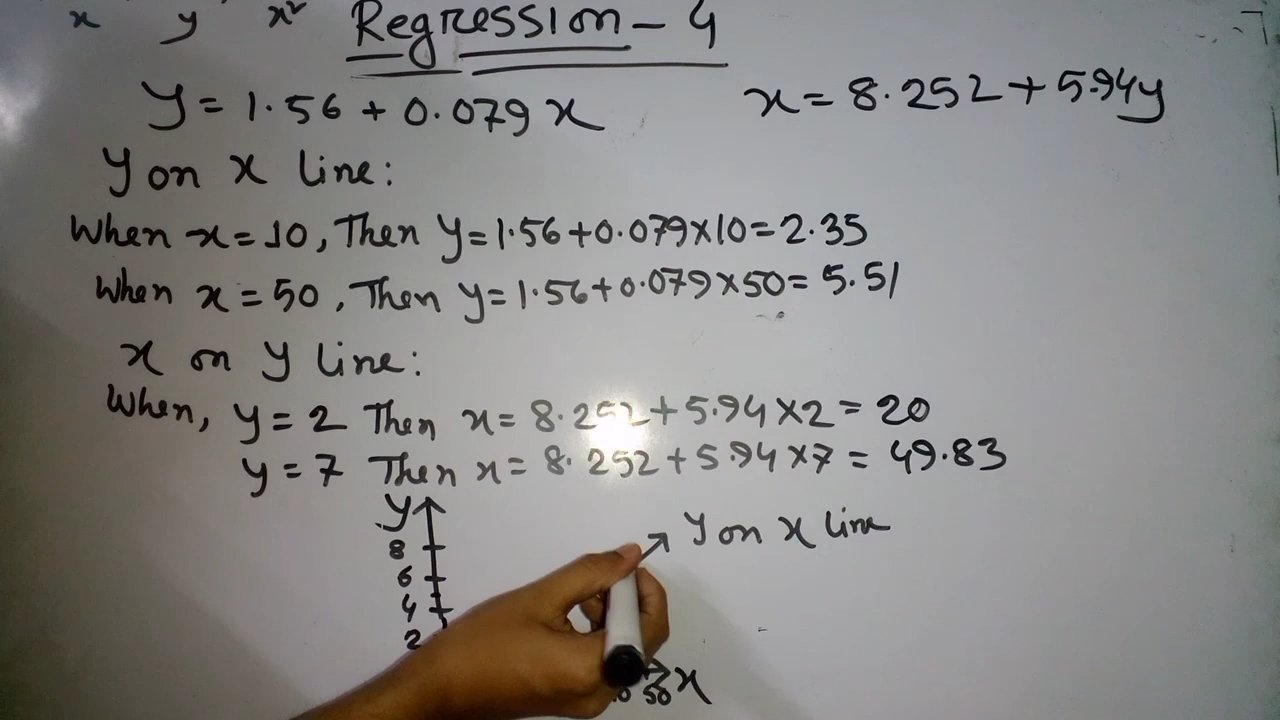 x y x² Regression - 4
y = 1.56 + 0.079x x = 8.252 + 5.94y
y on x line:
When x=10, Then y=1.56+0.079×10=2.35
When x=50, Then y=1.56+0.079×50=5.51
x on y line:
When, y=2 Then x=8.252+5.94×2=20
y=7 Then x=8.252+5.94×7=49.83
y
y on x line
8
6
4
2
50 x